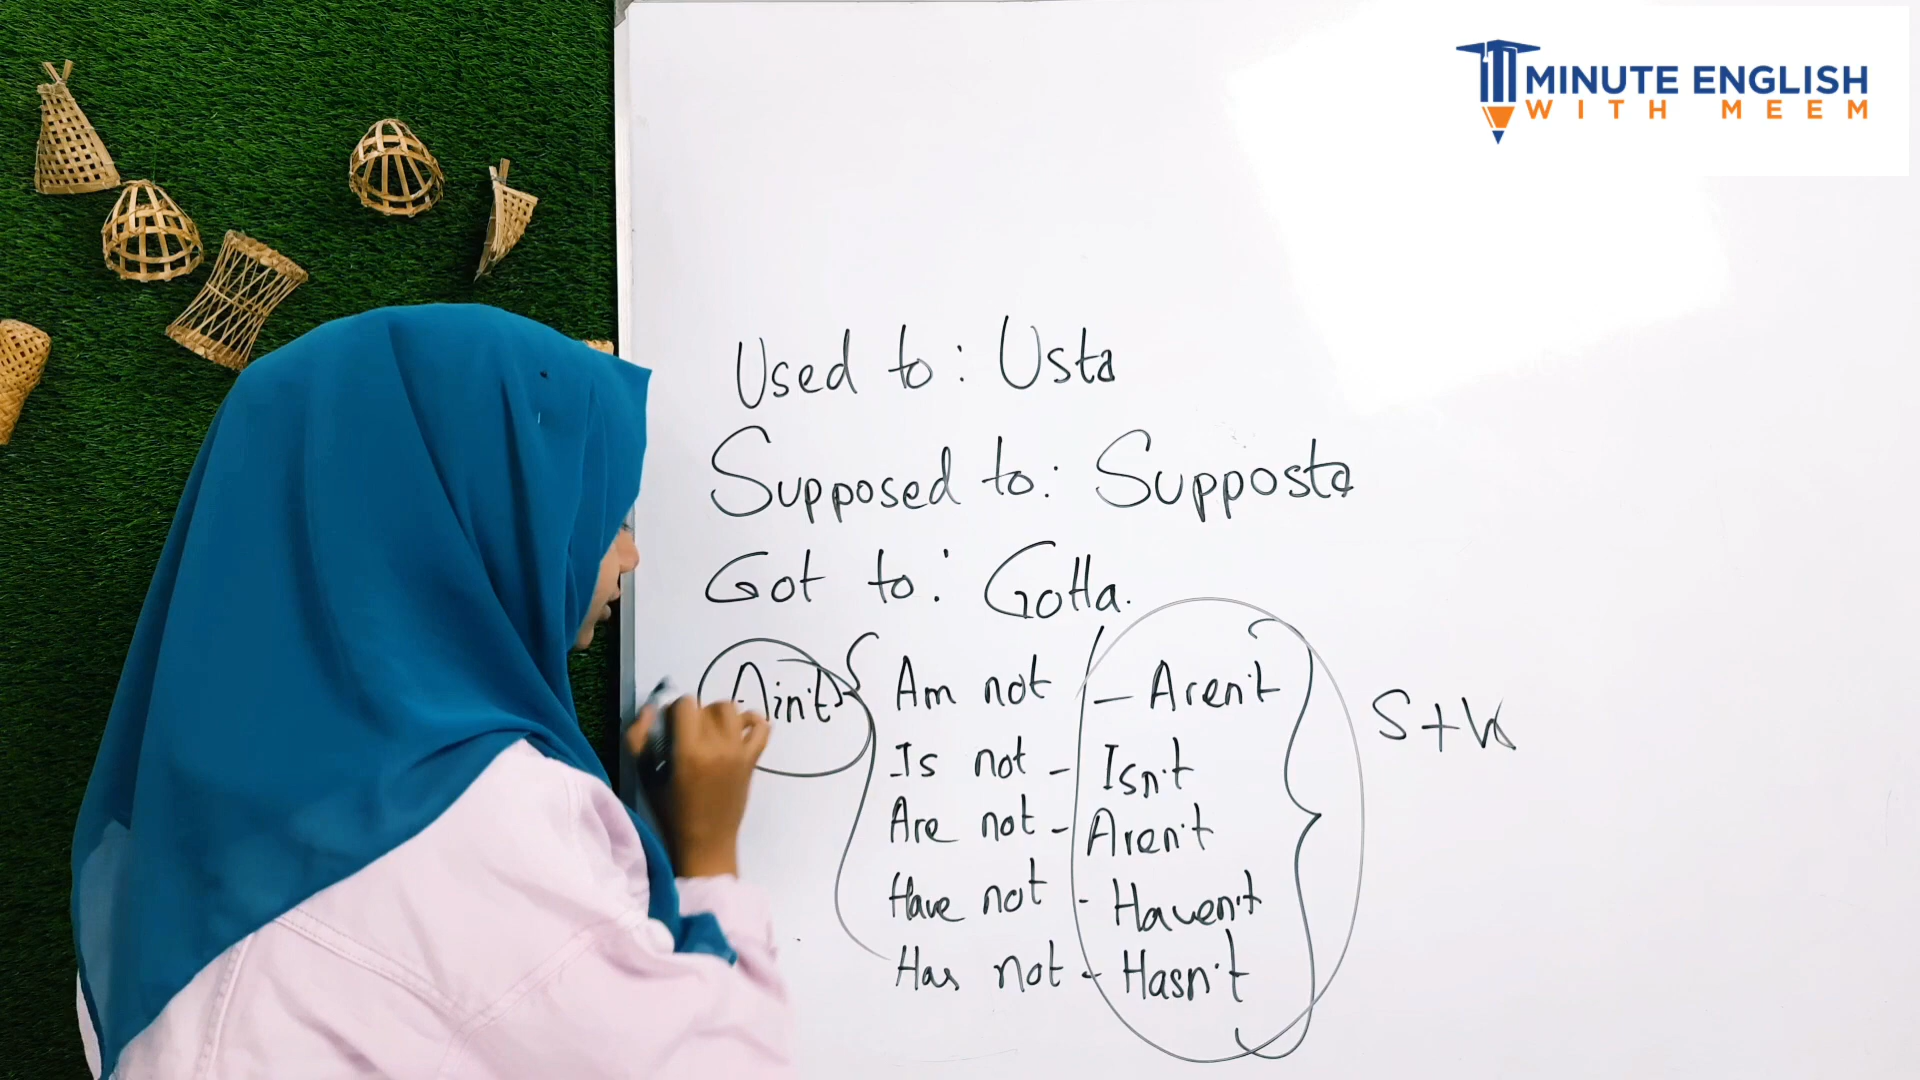 MINUTE ENGLISH
WITH MEEM
Used to: Usta
Supposed to: Supposta
Got to: Gotta.
Ain't { Am not - Aren't } S+W
Is not - Isn't
Are not - Aren't
Have not - Haven't
Has not - Hasn't